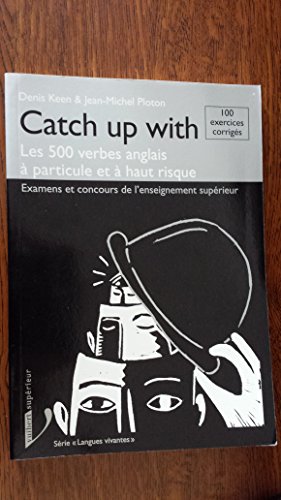 Denis Keen & Jean-Michel Ploton
Catch up with
100
exercices
corrigés
Les 500 verbes anglais
à particule et à haut risque
Examens et concours de l'enseignement supérieur
vuibert supérieur
Série « Langues vivantes »